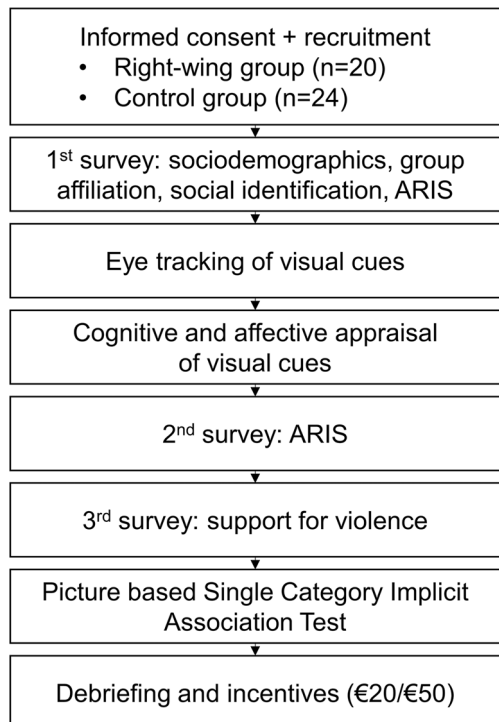 Informed consent + recruitment
• Right-wing group (n=20)
• Control group (n=24)
1st survey: sociodemographics, group
affiliation, social identification, ARIS
Eye tracking of visual cues
Cognitive and affective appraisal
of visual cues
2nd survey: ARIS
3rd survey: support for violence
Picture based Single Category Implicit
Association Test
Debriefing and incentives (€20/€50)